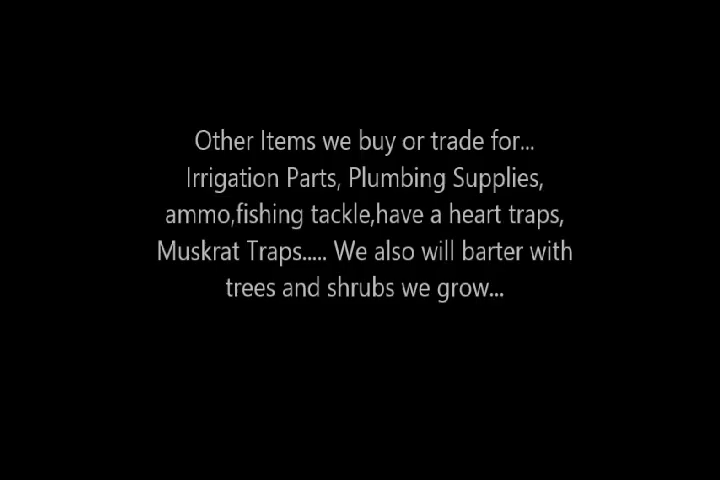 Other Items we buy or trade for...
Irrigation Parts, Plumbing Supplies,
ammo,fishing tackle,have a heart traps,
Muskrat Traps..... We also will barter with
trees and shrubs we grow...